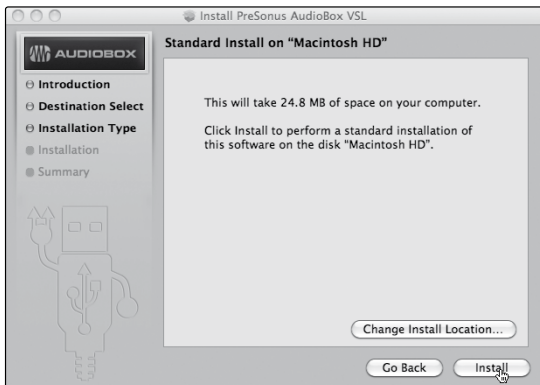 Install PreSonus AudioBox VSL
AUDIOBOX
Standard Install on “Macintosh HD”
Introduction
Destination Select
Installation Type
Installation
Summary
This will take 24.8 MB of space on your computer.
Click Install to perform a standard installation of
this software on the disk “Macintosh HD”.
Change Install Location...
Go Back
Install